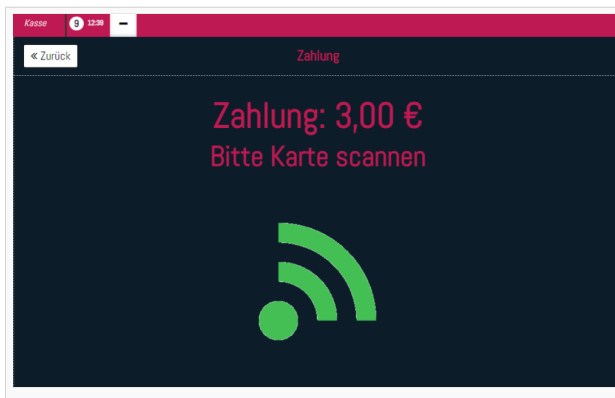 Kasse 9 12:39 –
« Zurück Zahlung
Zahlung: 3,00 €
Bitte Karte scannen